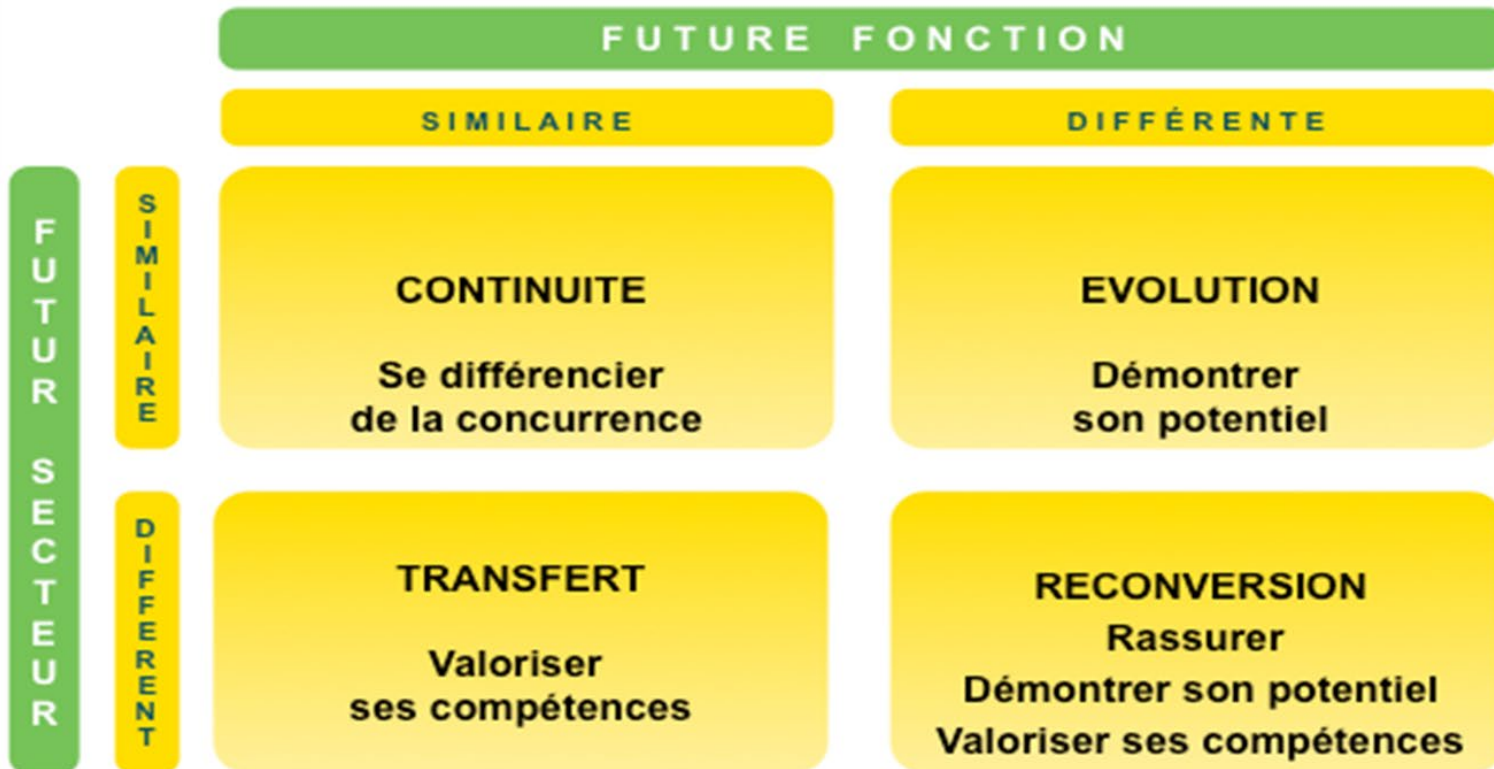 FUTURE FONCTION
SIMILAIRE
DIFFÉRENTE
FUTUR SECTEUR
SIMILAIRE
CONTINUITE
Se différencier
de la concurrence
EVOLUTION
Démontrer
son potentiel
DIFFERENT
TRANSFERT
Valoriser
ses compétences
RECONVERSION
Rassurer
Démontrer son potentiel
Valoriser ses compétences